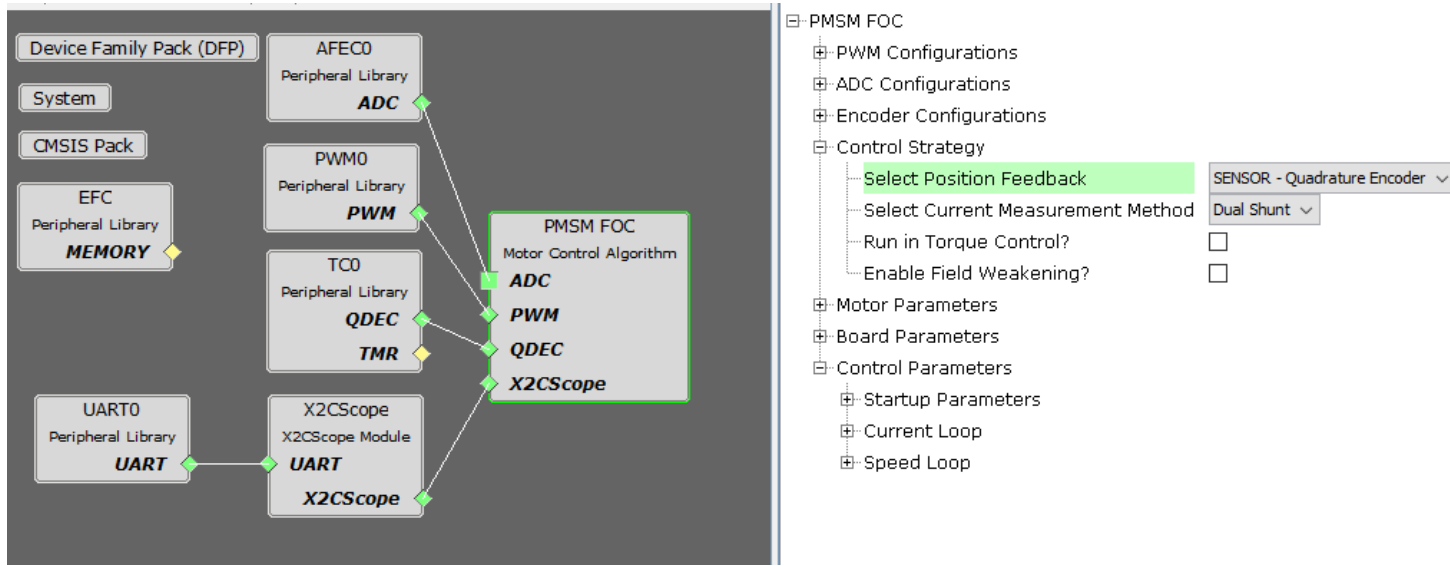 Device Family Pack (DFP)
System
CMSIS Pack
EFC
Peripheral Library
MEMORY
AFEC0
Peripheral Library
ADC
PWM0
Peripheral Library
PWM
TC0
Peripheral Library
QDEC
TMR
UART0
Peripheral Library
UART
X2CScope
X2CScope Module
UART
X2CScope
PMSM FOC
Motor Control Algorithm
ADC
PWM
QDEC
X2CScope
PMSM FOC
PWM Configurations
ADC Configurations
Encoder Configurations
Control Strategy
Select Position Feedback SENSOR - Quadrature Encoder
Select Current Measurement Method Dual Shunt
Run in Torque Control?
Enable Field Weakening?
Motor Parameters
Board Parameters
Control Parameters
Startup Parameters
Current Loop
Speed Loop